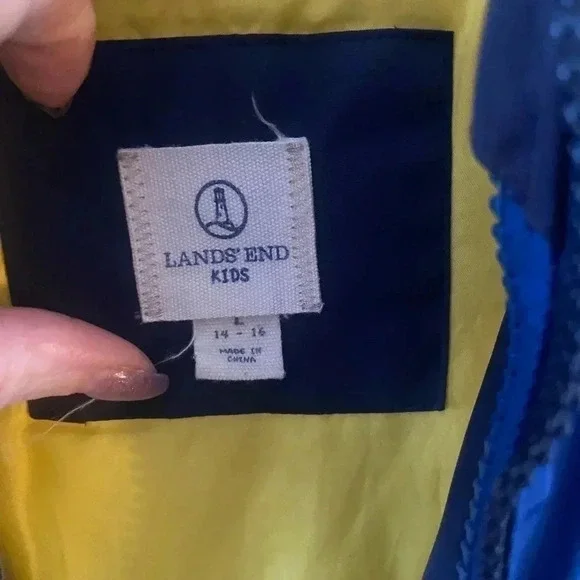 LANDS' END
KIDS
L
14 - 16
MADE IN
CHINA